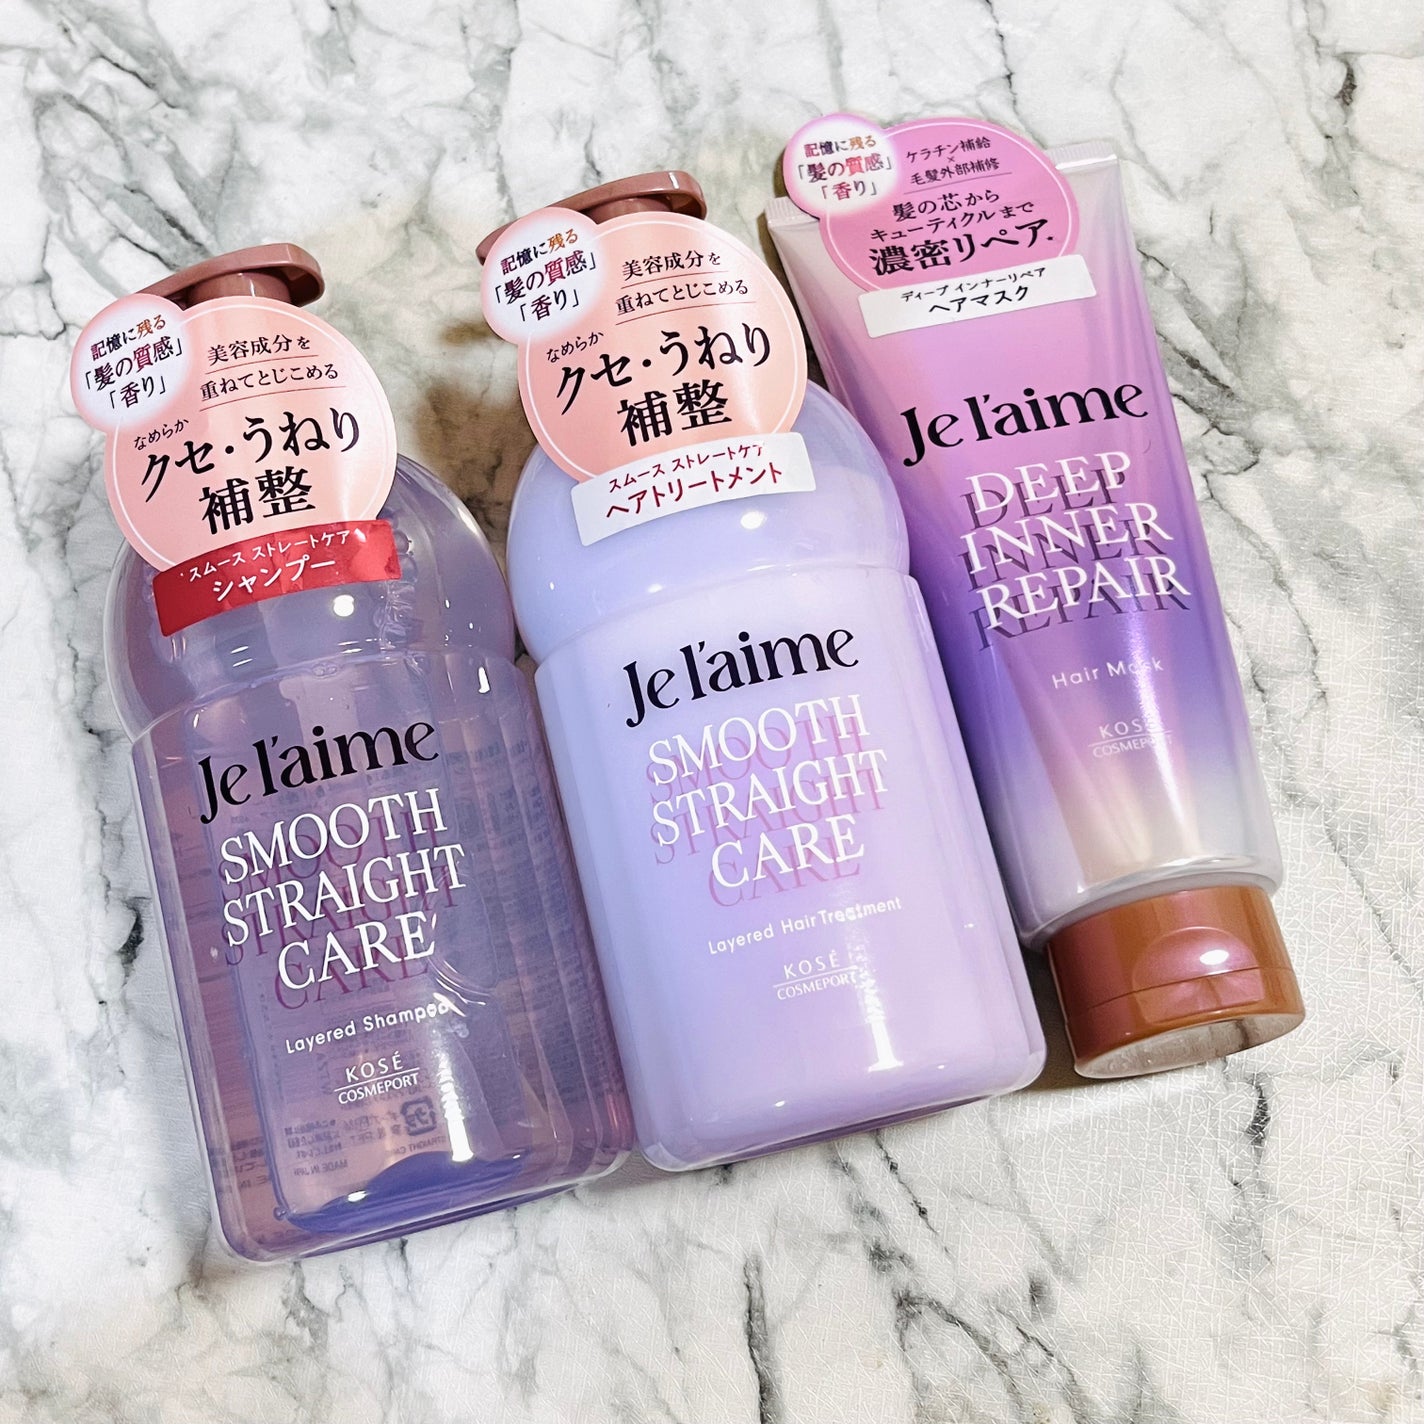 記憶に残る
「髪の質感」
「香り」
美容成分を
重ねてとじこめる
なめらか
クセ・うねり
補整
スムース ストレートケア
シャンプー
Je l'aime
SMOOTH
STRAIGHT
CARE
Layered Shampoo
KOSÉ
COSMEPORT
記憶に残る
「髪の質感」
「香り」
美容成分を
重ねてとじこめる
なめらか
クセ・うねり
補整
スムース ストレートケア
ヘアトリートメント
Je l'aime
SMOOTH
STRAIGHT
CARE
Layered Hair Treatment
KOSÉ
COSMEPORT
記憶に残る
「髪の質感」
「香り」
ケラチン補給
×
毛髪外部補修
髪の芯から
キューティクルまで
濃密リペア.
ディープ インナーリペア
ヘアマスク
Je l'aime
DEEP
INNER
REPAIR
Hair Mask
KOSÉ
COSMEPORT